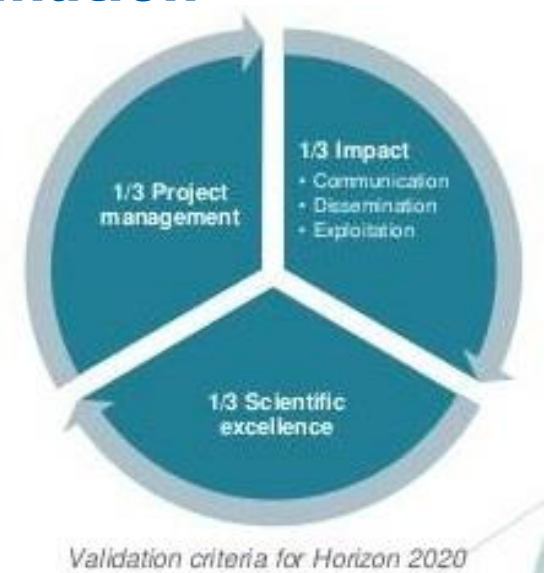 1/3 Project
management
1/3 Impact
• Communication
• Dissemination
• Exploitation
1/3 Scientific
excellence
Validation criteria for Horizon 2020